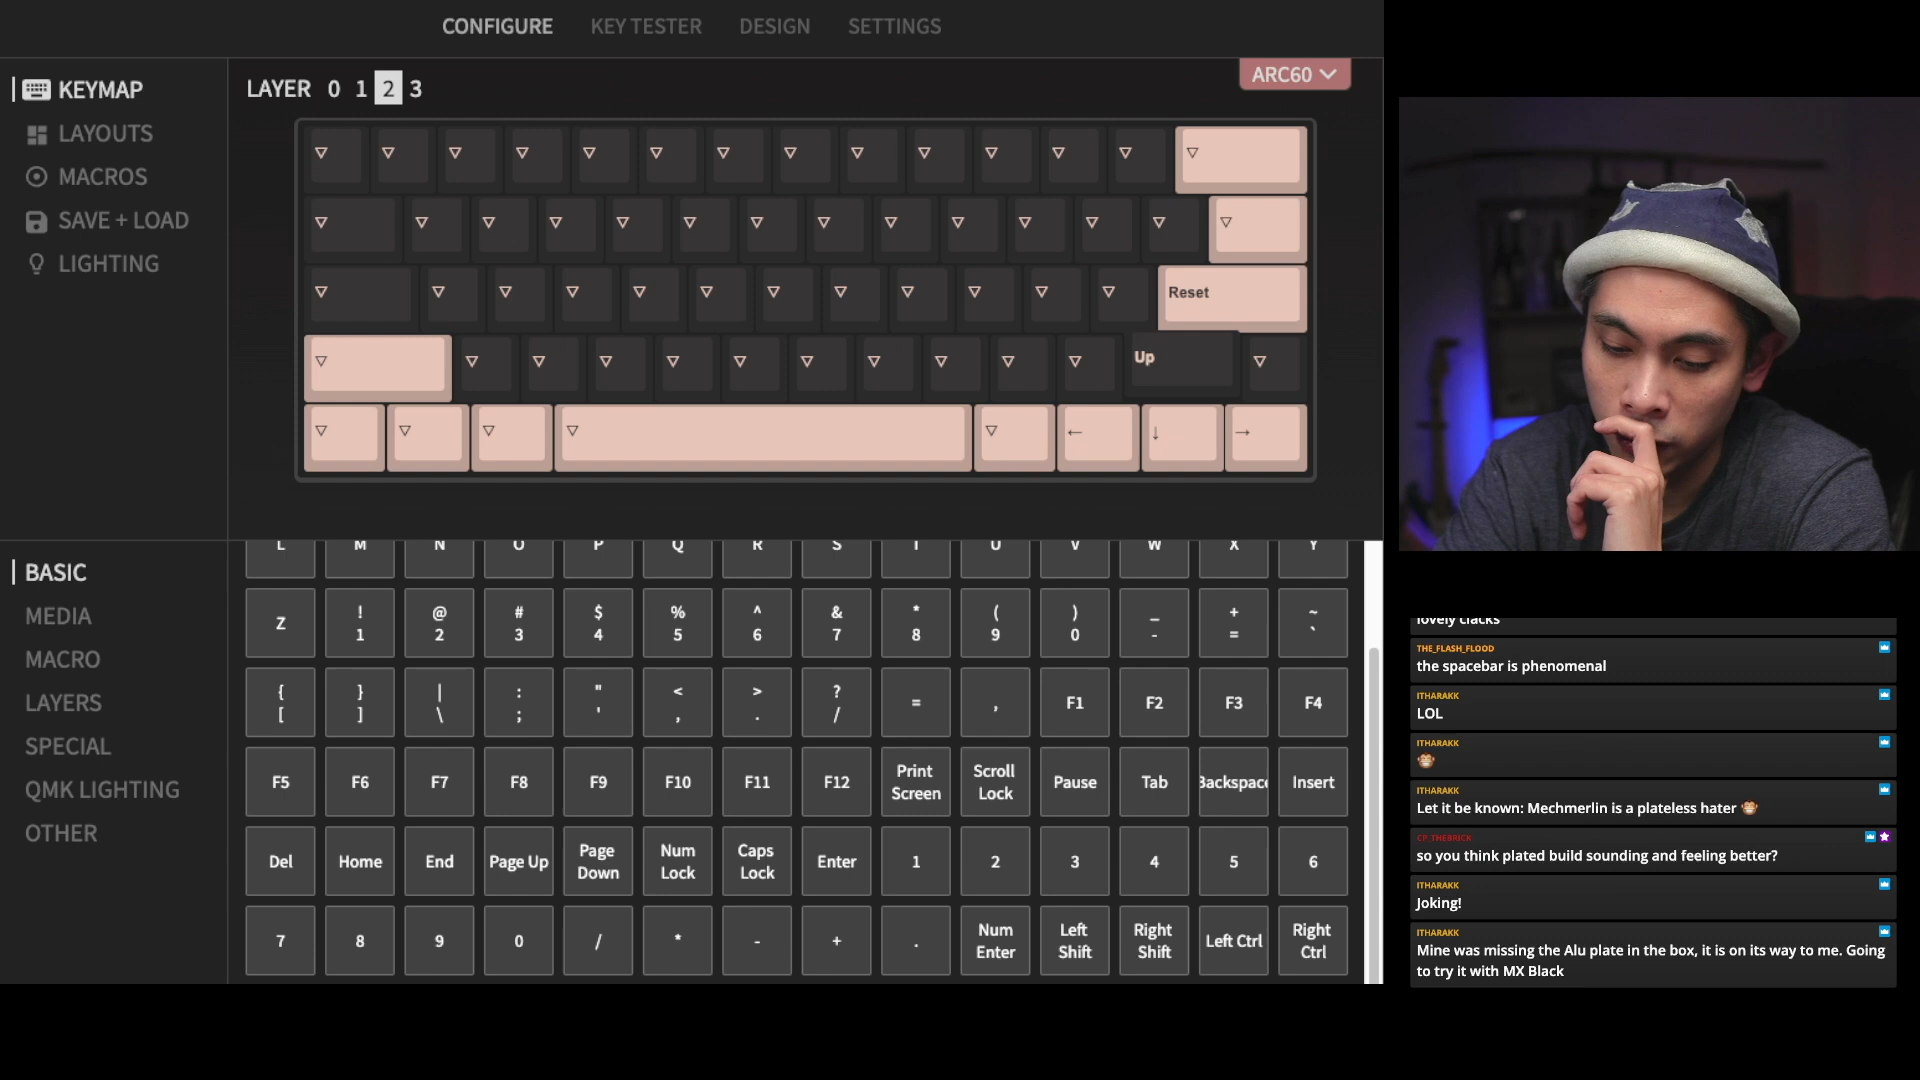 CONFIGURE KEY TESTER DESIGN SETTINGS
KEYMAP
LAYOUTS
MACROS
SAVE + LOAD
LIGHTING
LAYER 0 1 2 3
ARC60
▽ ▽ ▽ ▽ ▽ ▽ ▽ ▽ ▽ ▽ ▽ ▽ ▽ ▽
▽ ▽ ▽ ▽ ▽ ▽ ▽ ▽ ▽ ▽ ▽ ▽ ▽ ▽
▽ ▽ ▽ ▽ ▽ ▽ ▽ ▽ ▽ ▽ ▽ ▽ Reset
▽ ▽ ▽ ▽ ▽ ▽ ▽ ▽ ▽ ▽ ▽ Up ▽
▽ ▽ ▽ ▽ ▽ ← ↓ →
BASIC
MEDIA
MACRO
LAYERS
SPECIAL
QMK LIGHTING
OTHER
L M N O P Q R S T U V W X Y
Z ! @ # $ % ^ & * ( ) _ + ~
1 2 3 4 5 6 7 8 9 0 - = `
{ } | : " < > ? = , F1 F2 F3 F4
[ ] \ ; ' , . /
F5 F6 F7 F8 F9 F10 F11 F12 Print Screen Scroll Lock Pause Tab Backspace Insert
Del Home End Page Up Page Down Num Lock Caps Lock Enter 1 2 3 4 5 6
7 8 9 0 / * - + . Num Enter Left Shift Right Shift Left Ctrl Right Ctrl
lovely clacks
THE_FLASH_FLOOD
the spacebar is phenomenal
ITHARAKK
LOL
ITHARAKK
ITHARAKK
Let it be known: Mechmerlin is a plateless hater
CP_THEBRICK
so you think plated build sounding and feeling better?
ITHARAKK
Joking!
ITHARAKK
Mine was missing the Alu plate in the box, it is on its way to me. Going
to try it with MX Black